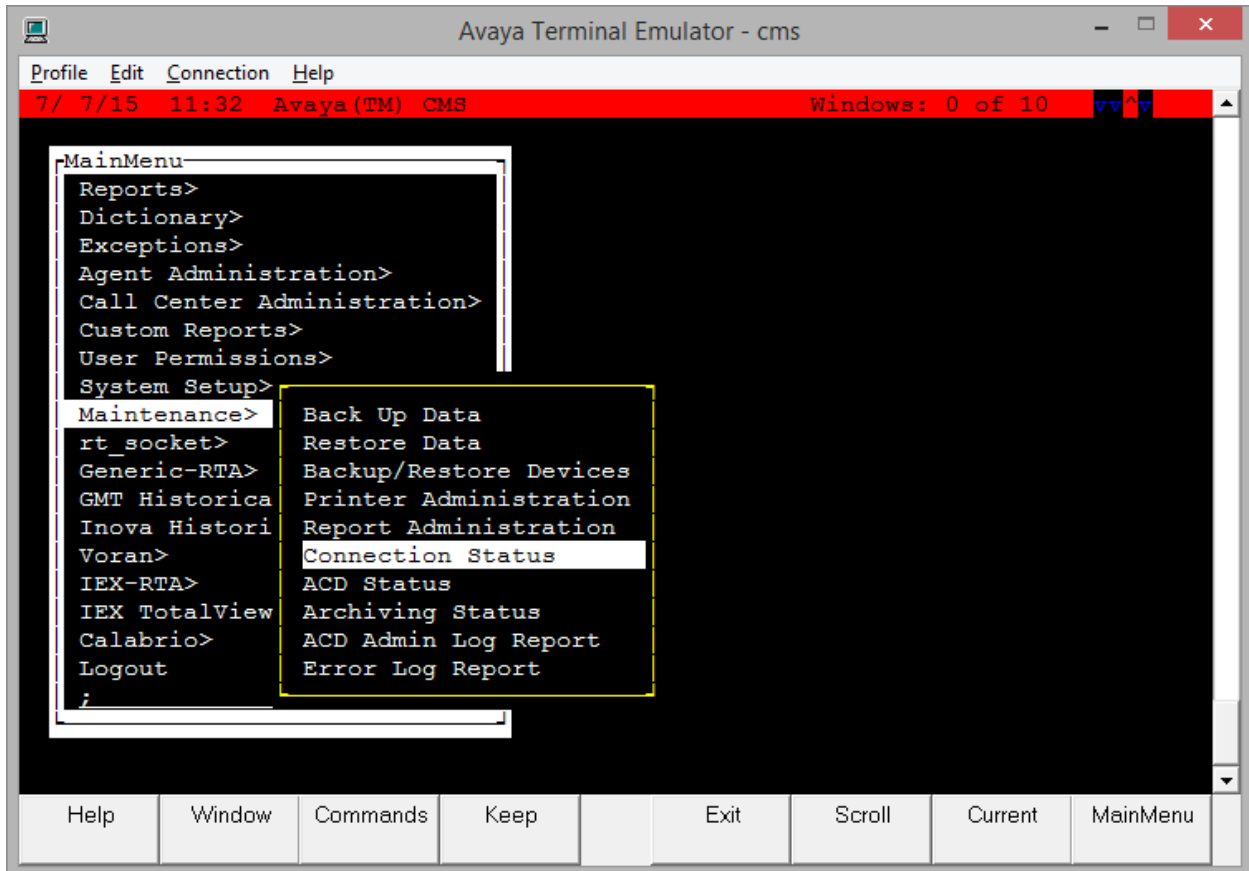 Avaya Terminal Emulator - cms
Profile Edit Connection Help
7/ 7/15 11:32 Avaya(TM) CMS Windows: 0 of 10
MainMenu
Reports>
Dictionary>
Exceptions>
Agent Administration>
Call Center Administration>
Custom Reports>
User Permissions>
System Setup>
Maintenance>
rt_socket>
Generic-RTA>
GMT Historica
Inova Histori
Voran>
IEX-RTA>
IEX TotalView
Calabrio>
Logout
;
Back Up Data
Restore Data
Backup/Restore Devices
Printer Administration
Report Administration
Connection Status
ACD Status
Archiving Status
ACD Admin Log Report
Error Log Report
Help Window Commands Keep Exit Scroll Current MainMenu